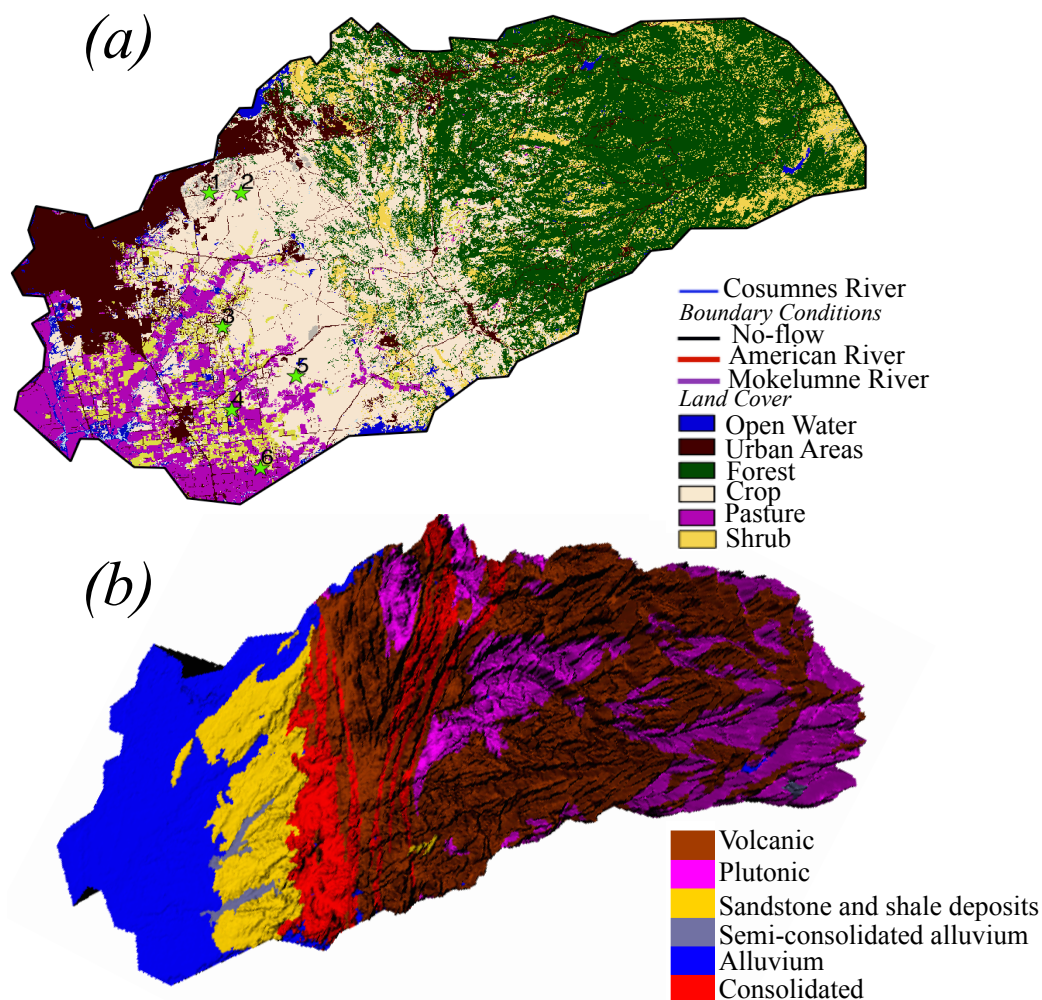 (a)
1
2
3
5
4
6
Cosumnes River
Boundary Conditions
No-flow
American River
Mokelumne River
Land Cover
Open Water
Urban Areas
Forest
Crop
Pasture
Shrub
(b)
Volcanic
Plutonic
Sandstone and shale deposits
Semi-consolidated alluvium
Alluvium
Consolidated